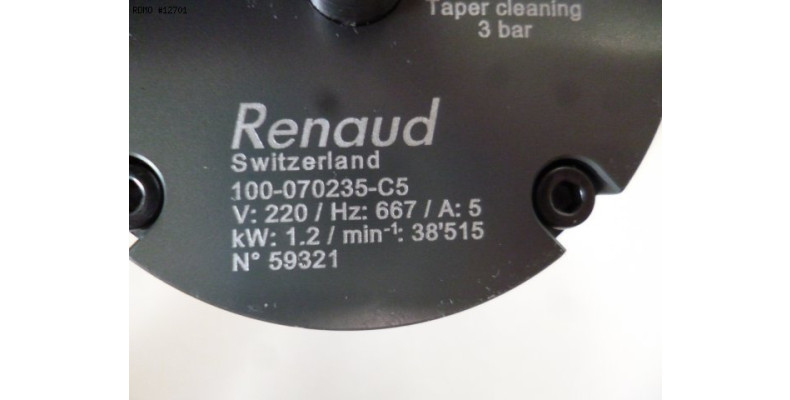 ROMO #12701
Taper cleaning
3 bar
Renaud
Switzerland
100-070235-C5
V: 220 / Hz: 667 / A: 5
kW: 1.2 / min⁻¹: 38'515
N° 59321